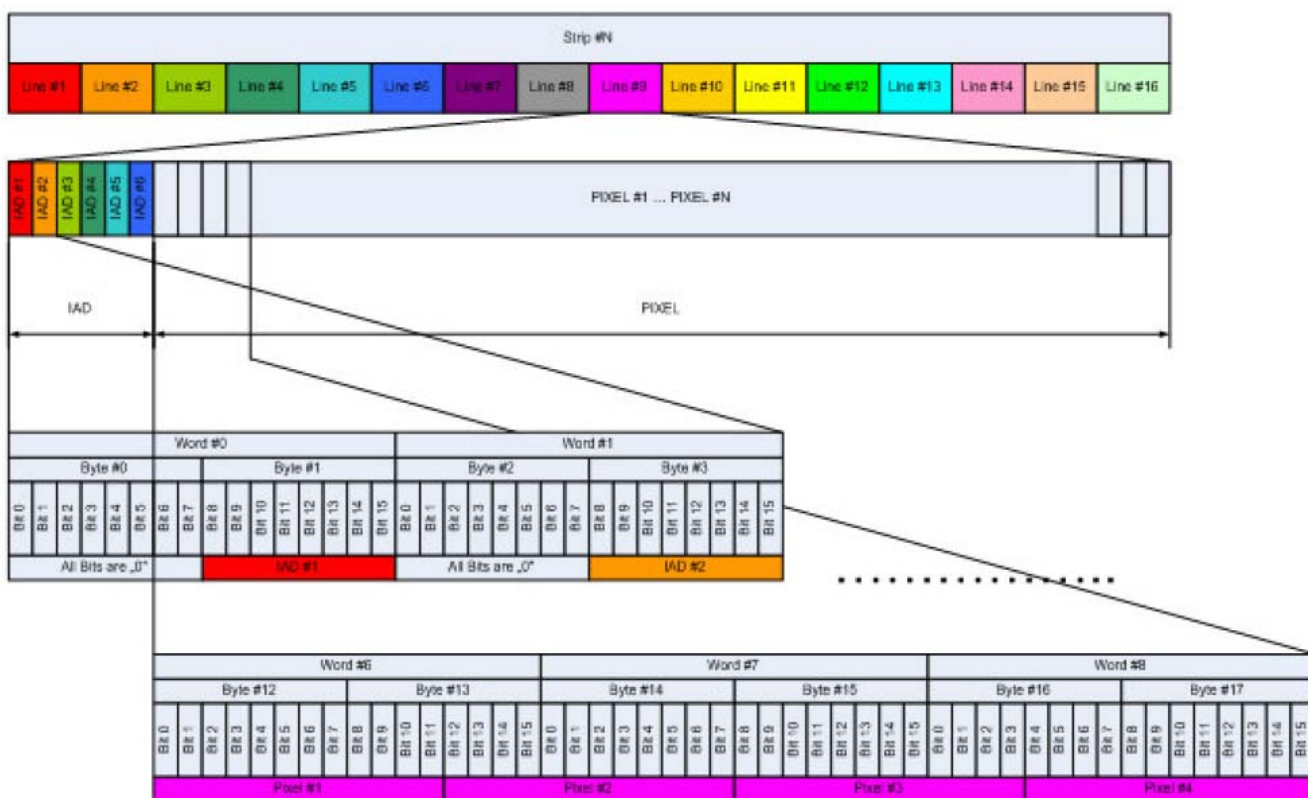 Strip #N
Line #1 Line #2 Line #3 Line #4 Line #5 Line #6 Line #7 Line #8 Line #9 Line #10 Line #11 Line #12 Line #13 Line #14 Line #15 Line #16
IAD #1 IAD #2 IAD #3 IAD #4 IAD #5 IAD #6 PIXEL #1 ... PIXEL #N
IAD PIXEL
Word #0 Word #1
Byte #0 Byte #1 Byte #2 Byte #3
Bit 0 Bit 1 Bit 2 Bit 3 Bit 4 Bit 5 Bit 6 Bit 7 Bit 8 Bit 9 Bit 10 Bit 11 Bit 12 Bit 13 Bit 14 Bit 15 Bit 0 Bit 1 Bit 2 Bit 3 Bit 4 Bit 5 Bit 6 Bit 7 Bit 8 Bit 9 Bit 10 Bit 11 Bit 12 Bit 13 Bit 14 Bit 15
All Bits are „0" IAD #1 All Bits are „0" IAD #2
Word #6 Word #7 Word #8
Byte #12 Byte #13 Byte #14 Byte #15 Byte #16 Byte #17
Bit 0 Bit 1 Bit 2 Bit 3 Bit 4 Bit 5 Bit 6 Bit 7 Bit 8 Bit 9 Bit 10 Bit 11 Bit 12 Bit 13 Bit 14 Bit 15 Bit 0 Bit 1 Bit 2 Bit 3 Bit 4 Bit 5 Bit 6 Bit 7 Bit 8 Bit 9 Bit 10 Bit 11 Bit 12 Bit 13 Bit 14 Bit 15 Bit 0 Bit 1 Bit 2 Bit 3 Bit 4 Bit 5 Bit 6 Bit 7 Bit 8 Bit 9 Bit 10 Bit 11 Bit 12 Bit 13 Bit 14 Bit 15
Pixel #1 Pixel #2 Pixel #3 Pixel #4